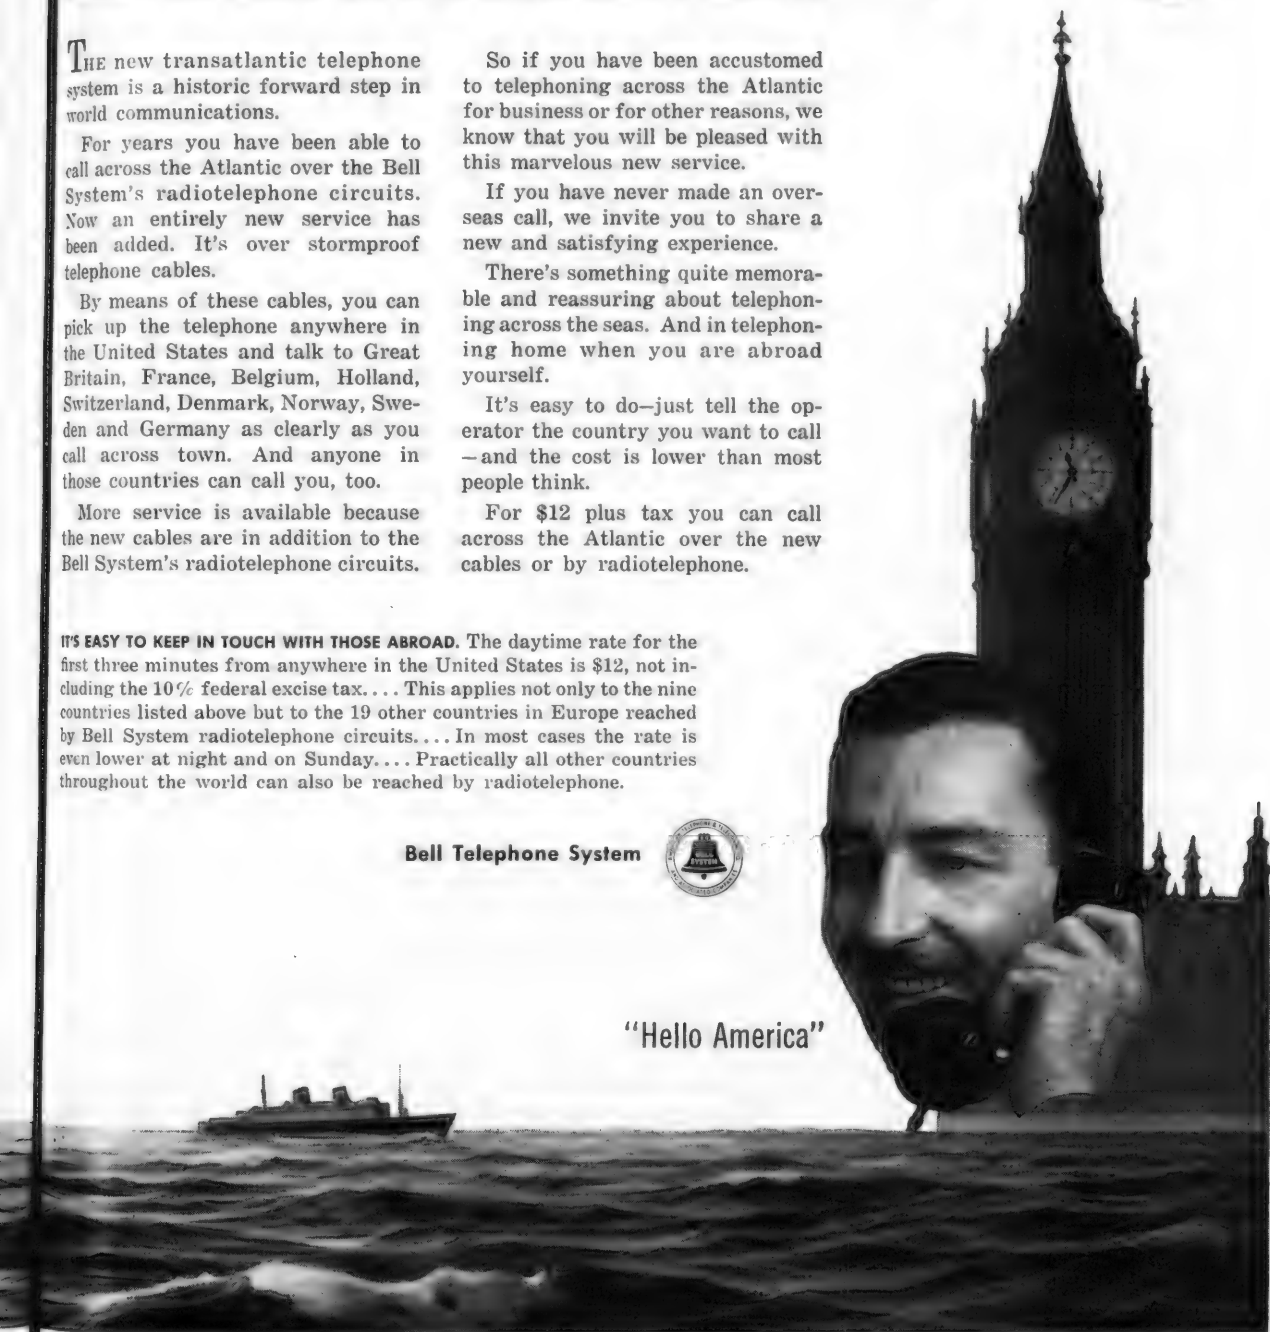 THE new transatlantic telephone
system is a historic forward step in
world communications.
For years you have been able to
call across the Atlantic over the Bell
System's radiotelephone circuits.
Now an entirely new service has
been added. It's over stormproof
telephone cables.
By means of these cables, you can
pick up the telephone anywhere in
the United States and talk to Great
Britain, France, Belgium, Holland,
Switzerland, Denmark, Norway, Swe-
den and Germany as clearly as you
call across town. And anyone in
those countries can call you, too.
More service is available because
the new cables are in addition to the
Bell System's radiotelephone circuits.
So if you have been accustomed
to telephoning across the Atlantic
for business or for other reasons, we
know that you will be pleased with
this marvelous new service.
If you have never made an over-
seas call, we invite you to share a
new and satisfying experience.
There's something quite memora-
ble and reassuring about telephon-
ing across the seas. And in telephon-
ing home when you are abroad
yourself.
It's easy to do—just tell the op-
erator the country you want to call
—and the cost is lower than most
people think.
For $12 plus tax you can call
across the Atlantic over the new
cables or by radiotelephone.
IT'S EASY TO KEEP IN TOUCH WITH THOSE ABROAD. The daytime rate for the
first three minutes from anywhere in the United States is $12, not in-
cluding the 10% federal excise tax.... This applies not only to the nine
countries listed above but to the 19 other countries in Europe reached
by Bell System radiotelephone circuits.... In most cases the rate is
even lower at night and on Sunday.... Practically all other countries
throughout the world can also be reached by radiotelephone.
Bell Telephone System
BELL
SYSTEM
"Hello America"